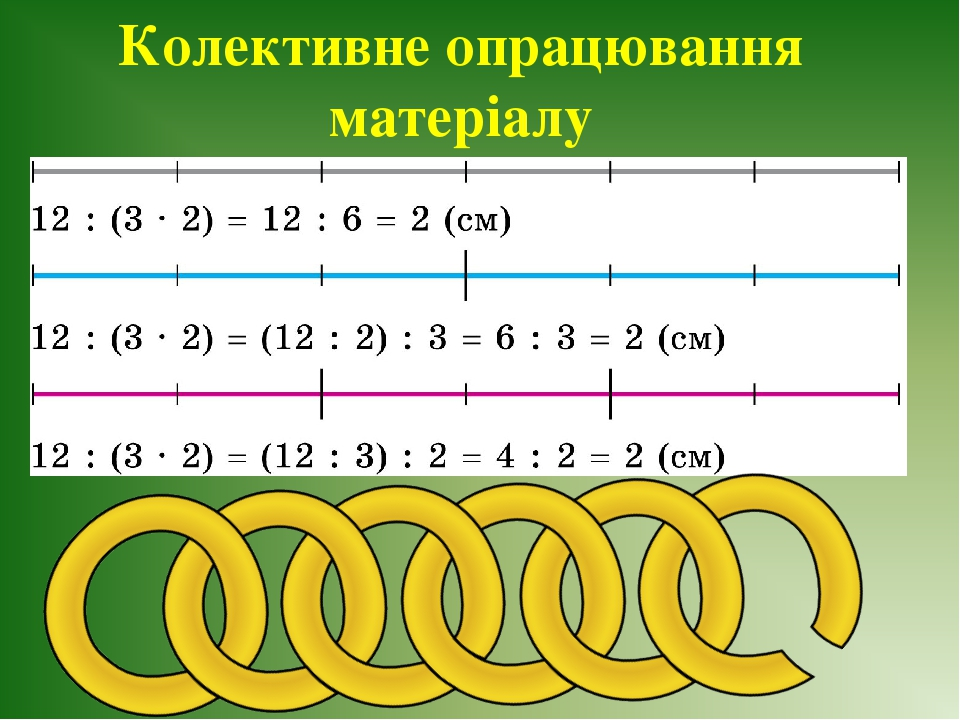 Колективне опрацювання
матеріалу
12 : (3 · 2) = 12 : 6 = 2 (см)
12 : (3 · 2) = (12 : 2) : 3 = 6 : 3 = 2 (см)
12 : (3 · 2) = (12 : 3) : 2 = 4 : 2 = 2 (см)